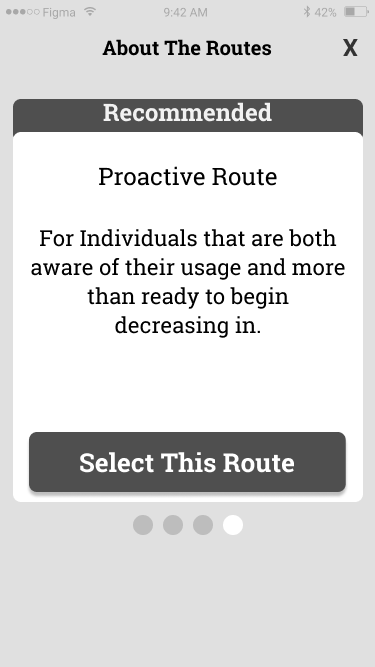 Figma 9:42 AM 42%
About The Routes X
Recommended
Proactive Route
For Individuals that are both
aware of their usage and more
than ready to begin
decreasing in.
Select This Route